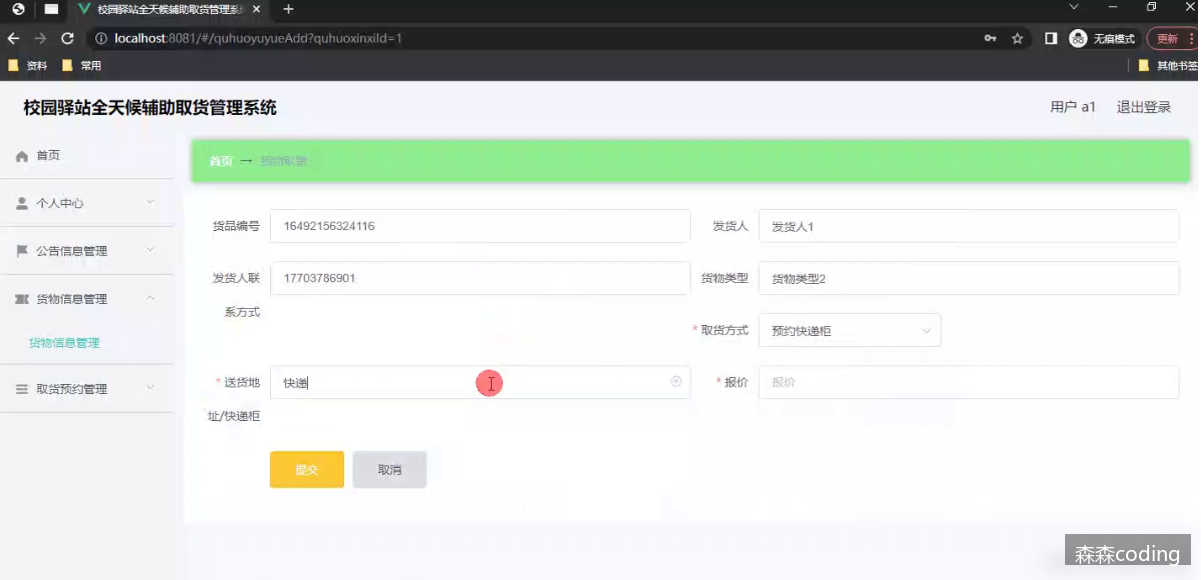 校园驿站全天候辅助取货管理系
localhost:8081/#/quhuoyuyueAdd?quhuoxinxiId=1
无痕模式
更新
资料
常用
其他书签
校园驿站全天候辅助取货管理系统
用户 a1
退出登录
首页
首页 →
个人中心
公告信息管理
货物信息管理
货物信息管理
取货预约管理
货品编号
16492156324116
发货人
发货人1
发货人联
系方式
17703786901
货物类型
货物类型2
* 取货方式
预约快递柜
* 送货地
址/快递柜
快递
* 报价
报价
提交
取消
森森coding